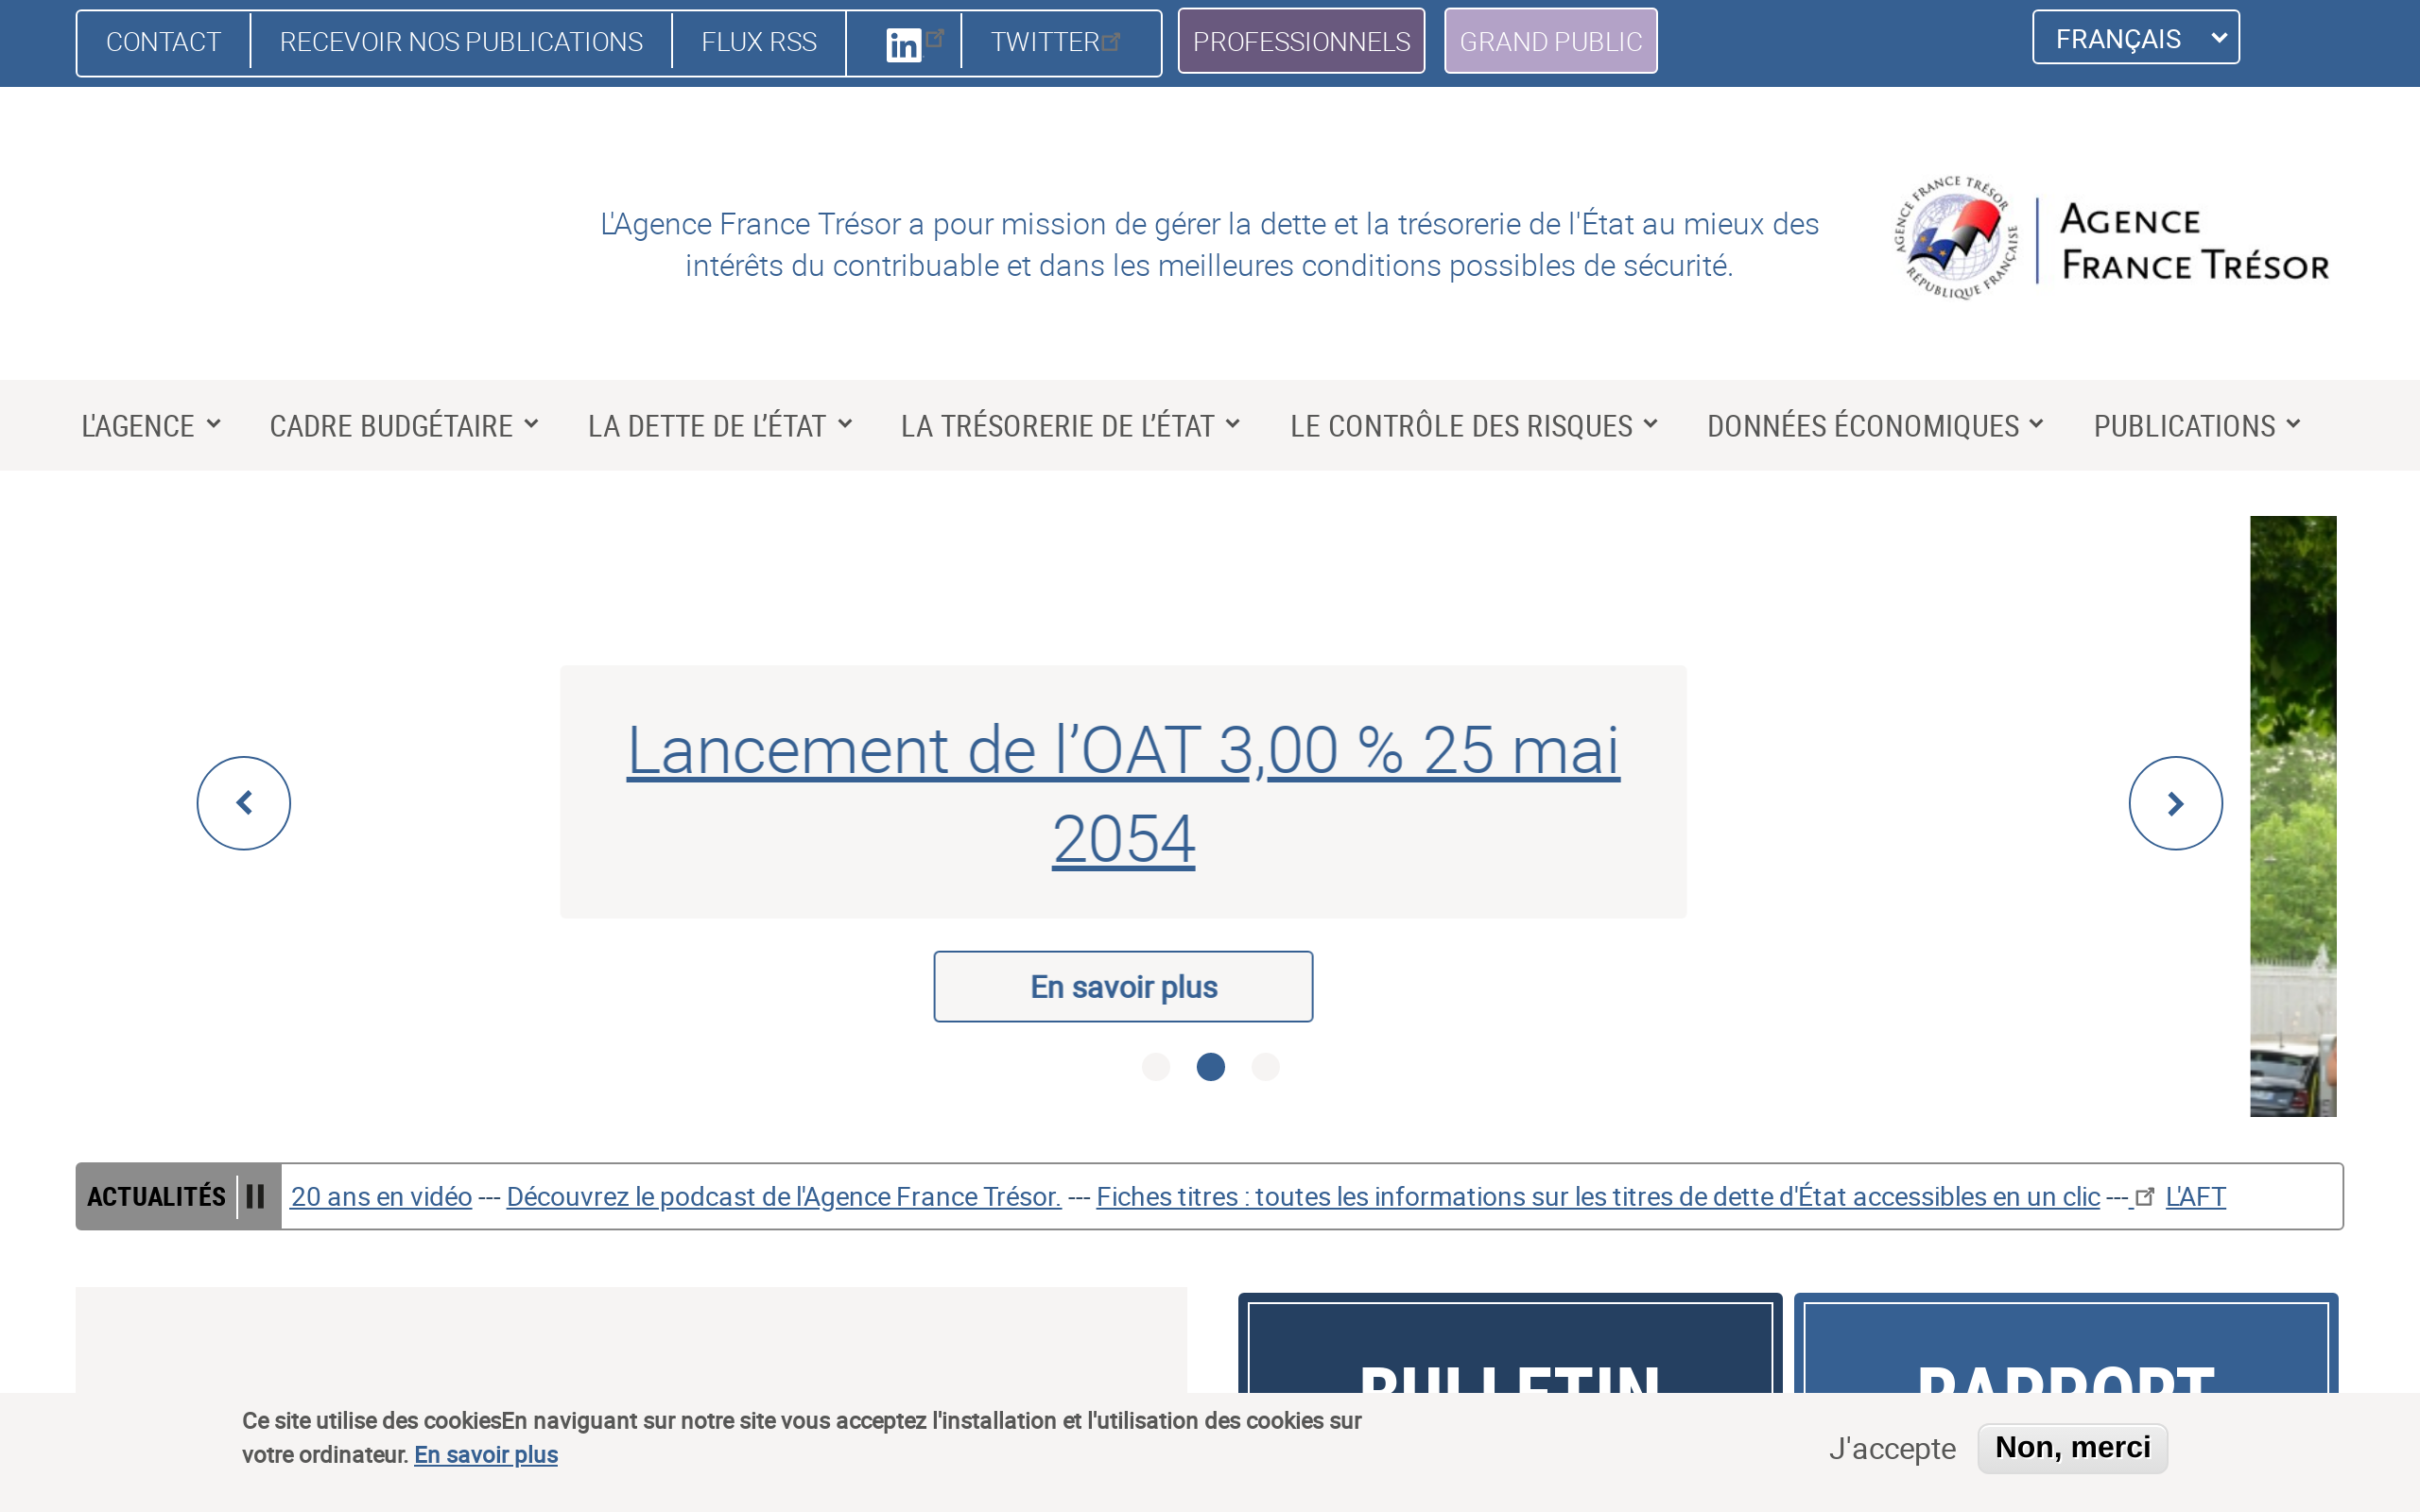 CONTACT
RECEVOIR NOS PUBLICATIONS
FLUX RSS
in
TWITTER
PROFESSIONNELS
GRAND PUBLIC
FRANÇAIS
L'Agence France Trésor a pour mission de gérer la dette et la trésorerie de l'État au mieux des
intérêts du contribuable et dans les meilleures conditions possibles de sécurité.
AGENCE FRANCE TRÉSOR
RÉPUBLIQUE FRANÇAISE
AGENCE
FRANCE TRÉSOR
L'AGENCE
CADRE BUDGÉTAIRE
LA DETTE DE L’ÉTAT
LA TRÉSORERIE DE L’ÉTAT
LE CONTRÔLE DES RISQUES
DONNÉES ÉCONOMIQUES
PUBLICATIONS
Lancement de l’OAT 3,00 % 25 mai
2054
En savoir plus
ACTUALITÉS
20 ans en vidéo --- Découvrez le podcast de l'Agence France Trésor. --- Fiches titres : toutes les informations sur les titres de dette d'État accessibles en un clic --- L'AFT
BULLETIN
RAPPORT
Ce site utilise des cookiesEn naviguant sur notre site vous acceptez l'installation et l'utilisation des cookies sur
votre ordinateur. En savoir plus
J'accepte
Non, merci